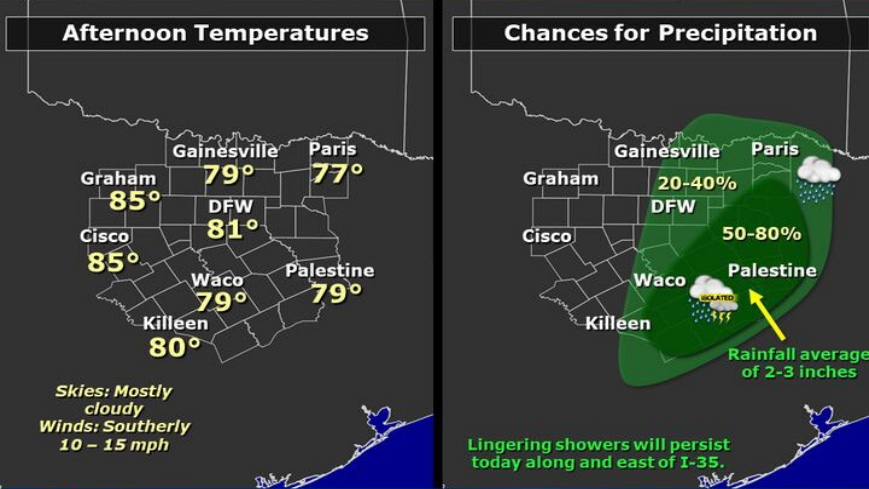 Afternoon Temperatures
Gainesville
79°
Paris
77°
Graham
85°
DFW
81°
Cisco
85°
Palestine
79°
Waco
79°
Killeen
80°
Skies: Mostly
cloudy
Winds: Southerly
10 – 15 mph
Chances for Precipitation
Gainesville
Paris
Graham
20-40%
DFW
Cisco
50-80%
Palestine
Waco
ISOLATED
Killeen
Rainfall average
of 2-3 inches
Lingering showers will persist
today along and east of I-35.